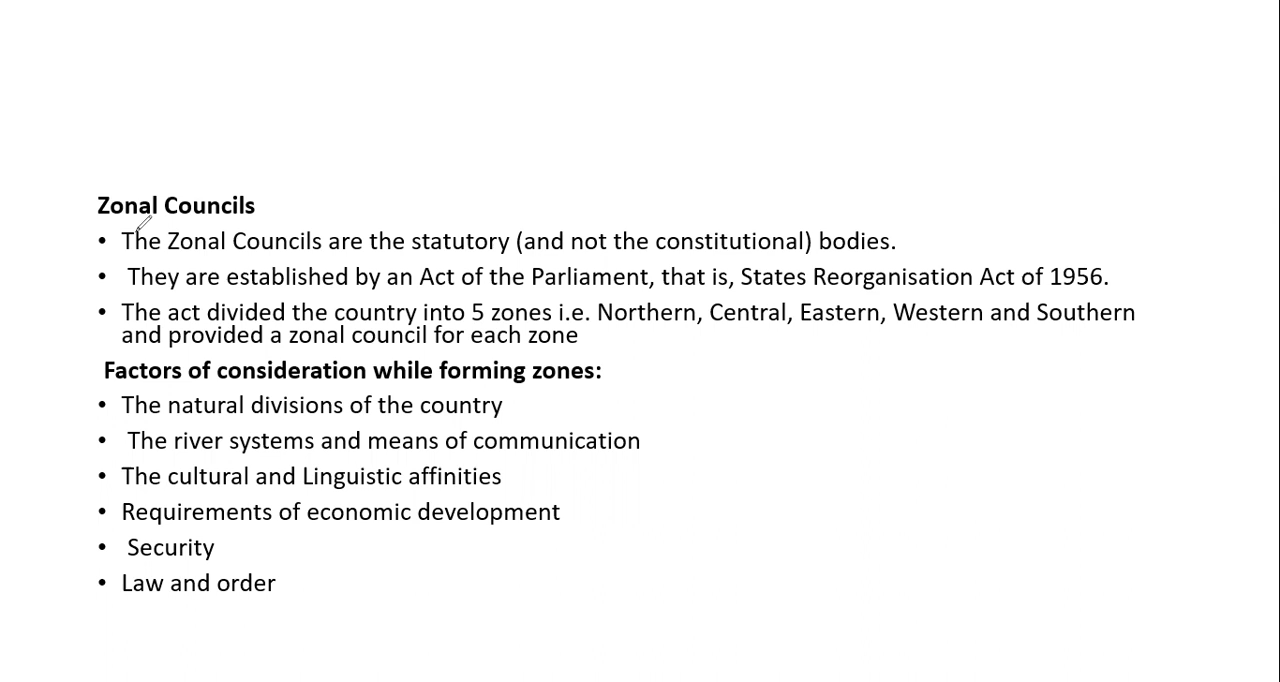 Zonal Councils
• The Zonal Councils are the statutory (and not the constitutional) bodies.
• They are established by an Act of the Parliament, that is, States Reorganisation Act of 1956.
• The act divided the country into 5 zones i.e. Northern, Central, Eastern, Western and Southern
and provided a zonal council for each zone
Factors of consideration while forming zones:
• The natural divisions of the country
• The river systems and means of communication
• The cultural and Linguistic affinities
• Requirements of economic development
• Security
• Law and order